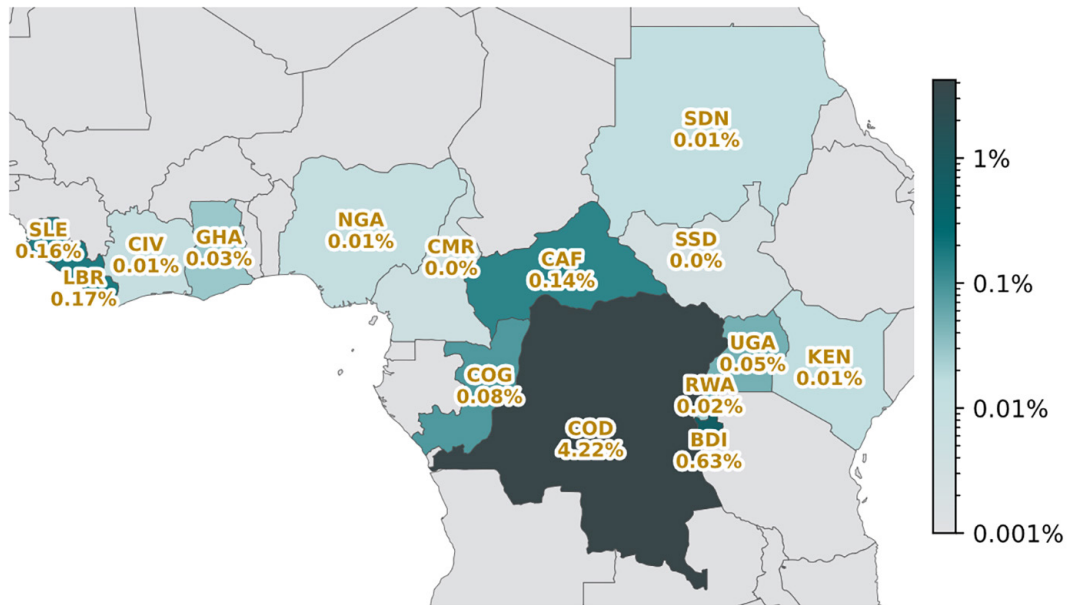 SDN
0.01%
SLE
0.16%
LBR
0.17%
CIV
0.01%
GHA
0.03%
NGA
0.01%
CMR
0.0%
CAF
0.14%
SSD
0.0%
COG
0.08%
COD
4.22%
UGA
0.05%
KEN
0.01%
RWA
0.02%
BDI
0.63%
1%
0.1%
0.01%
0.001%